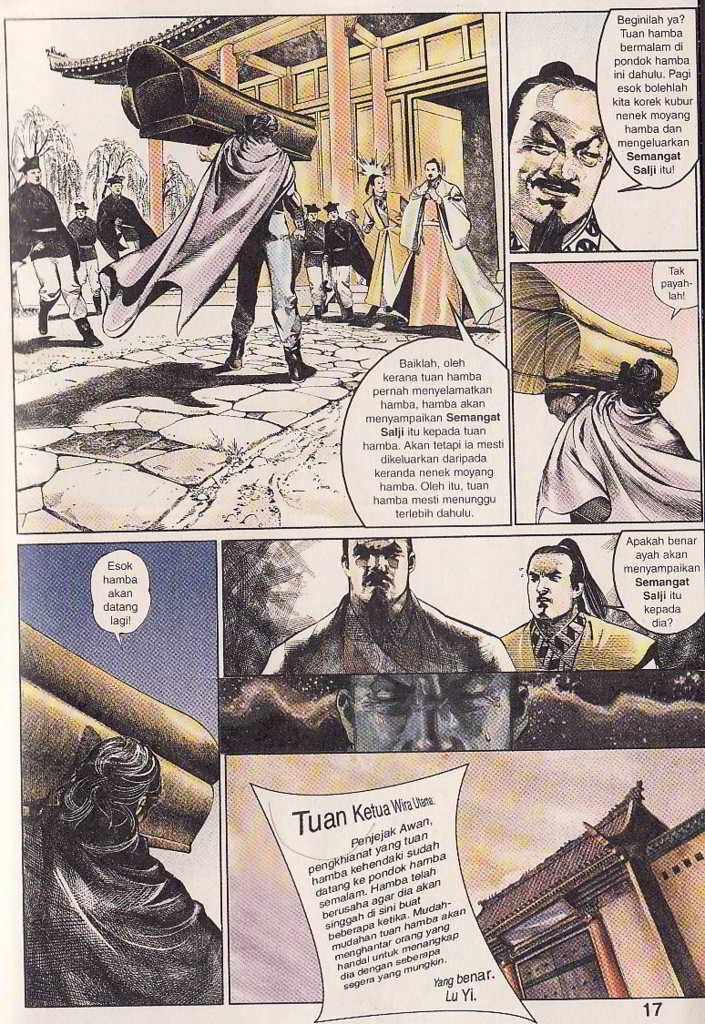 Baiklah, oleh
kerana tuan hamba
pernah menyelamatkan
hamba, hamba akan
menyampaikan Semangat
Salji itu kepada tuan
hamba. Akan tetapi ia mesti
dikeluarkan daripada
keranda nenek moyang
hamba. Oleh itu, tuan
hamba mesti menunggu
terlebih dahulu.
Beginilah ya?
Tuan hamba
bermalam di
pondok hamba
ini dahulu. Pagi
esok bolehlah
kita korek kubur
nenek moyang
hamba dan
mengeluarkan
Semangat
Salji itu!
Tak
payah-
lah!
Esok
hamba
akan
datang
lagi!
Apakah benar
ayah akan
menyampaikan
Semangat
Salji itu
kepada
dia?
Tuan Ketua Wira Utama:
Penjejak Awan,
pengkhianat yang tuan
hamba kehendaki sudah
datang ke pondok hamba
semalam. Hamba telah
berusaha agar dia akan
singgah di sini buat
beberapa ketika. Mudah-
mudahan tuan hamba akan
menghantar orang yang
handal untuk menangkap
dia dengan seberapa
segera yang mungkin.
Yang benar.
Lu Yi.
17